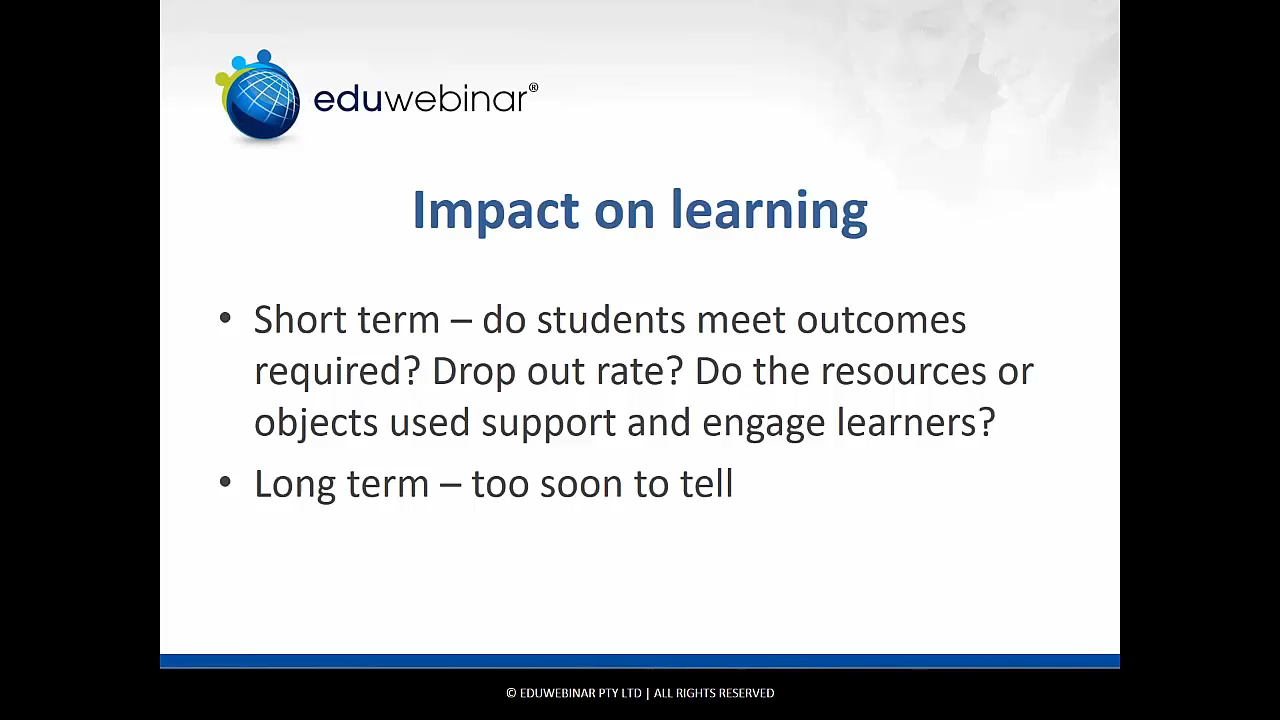 eduwebinar®
Impact on learning
• Short term – do students meet outcomes
required? Drop out rate? Do the resources or
objects used support and engage learners?
• Long term – too soon to tell
© EDUWEBINAR PTY LTD | ALL RIGHTS RESERVED